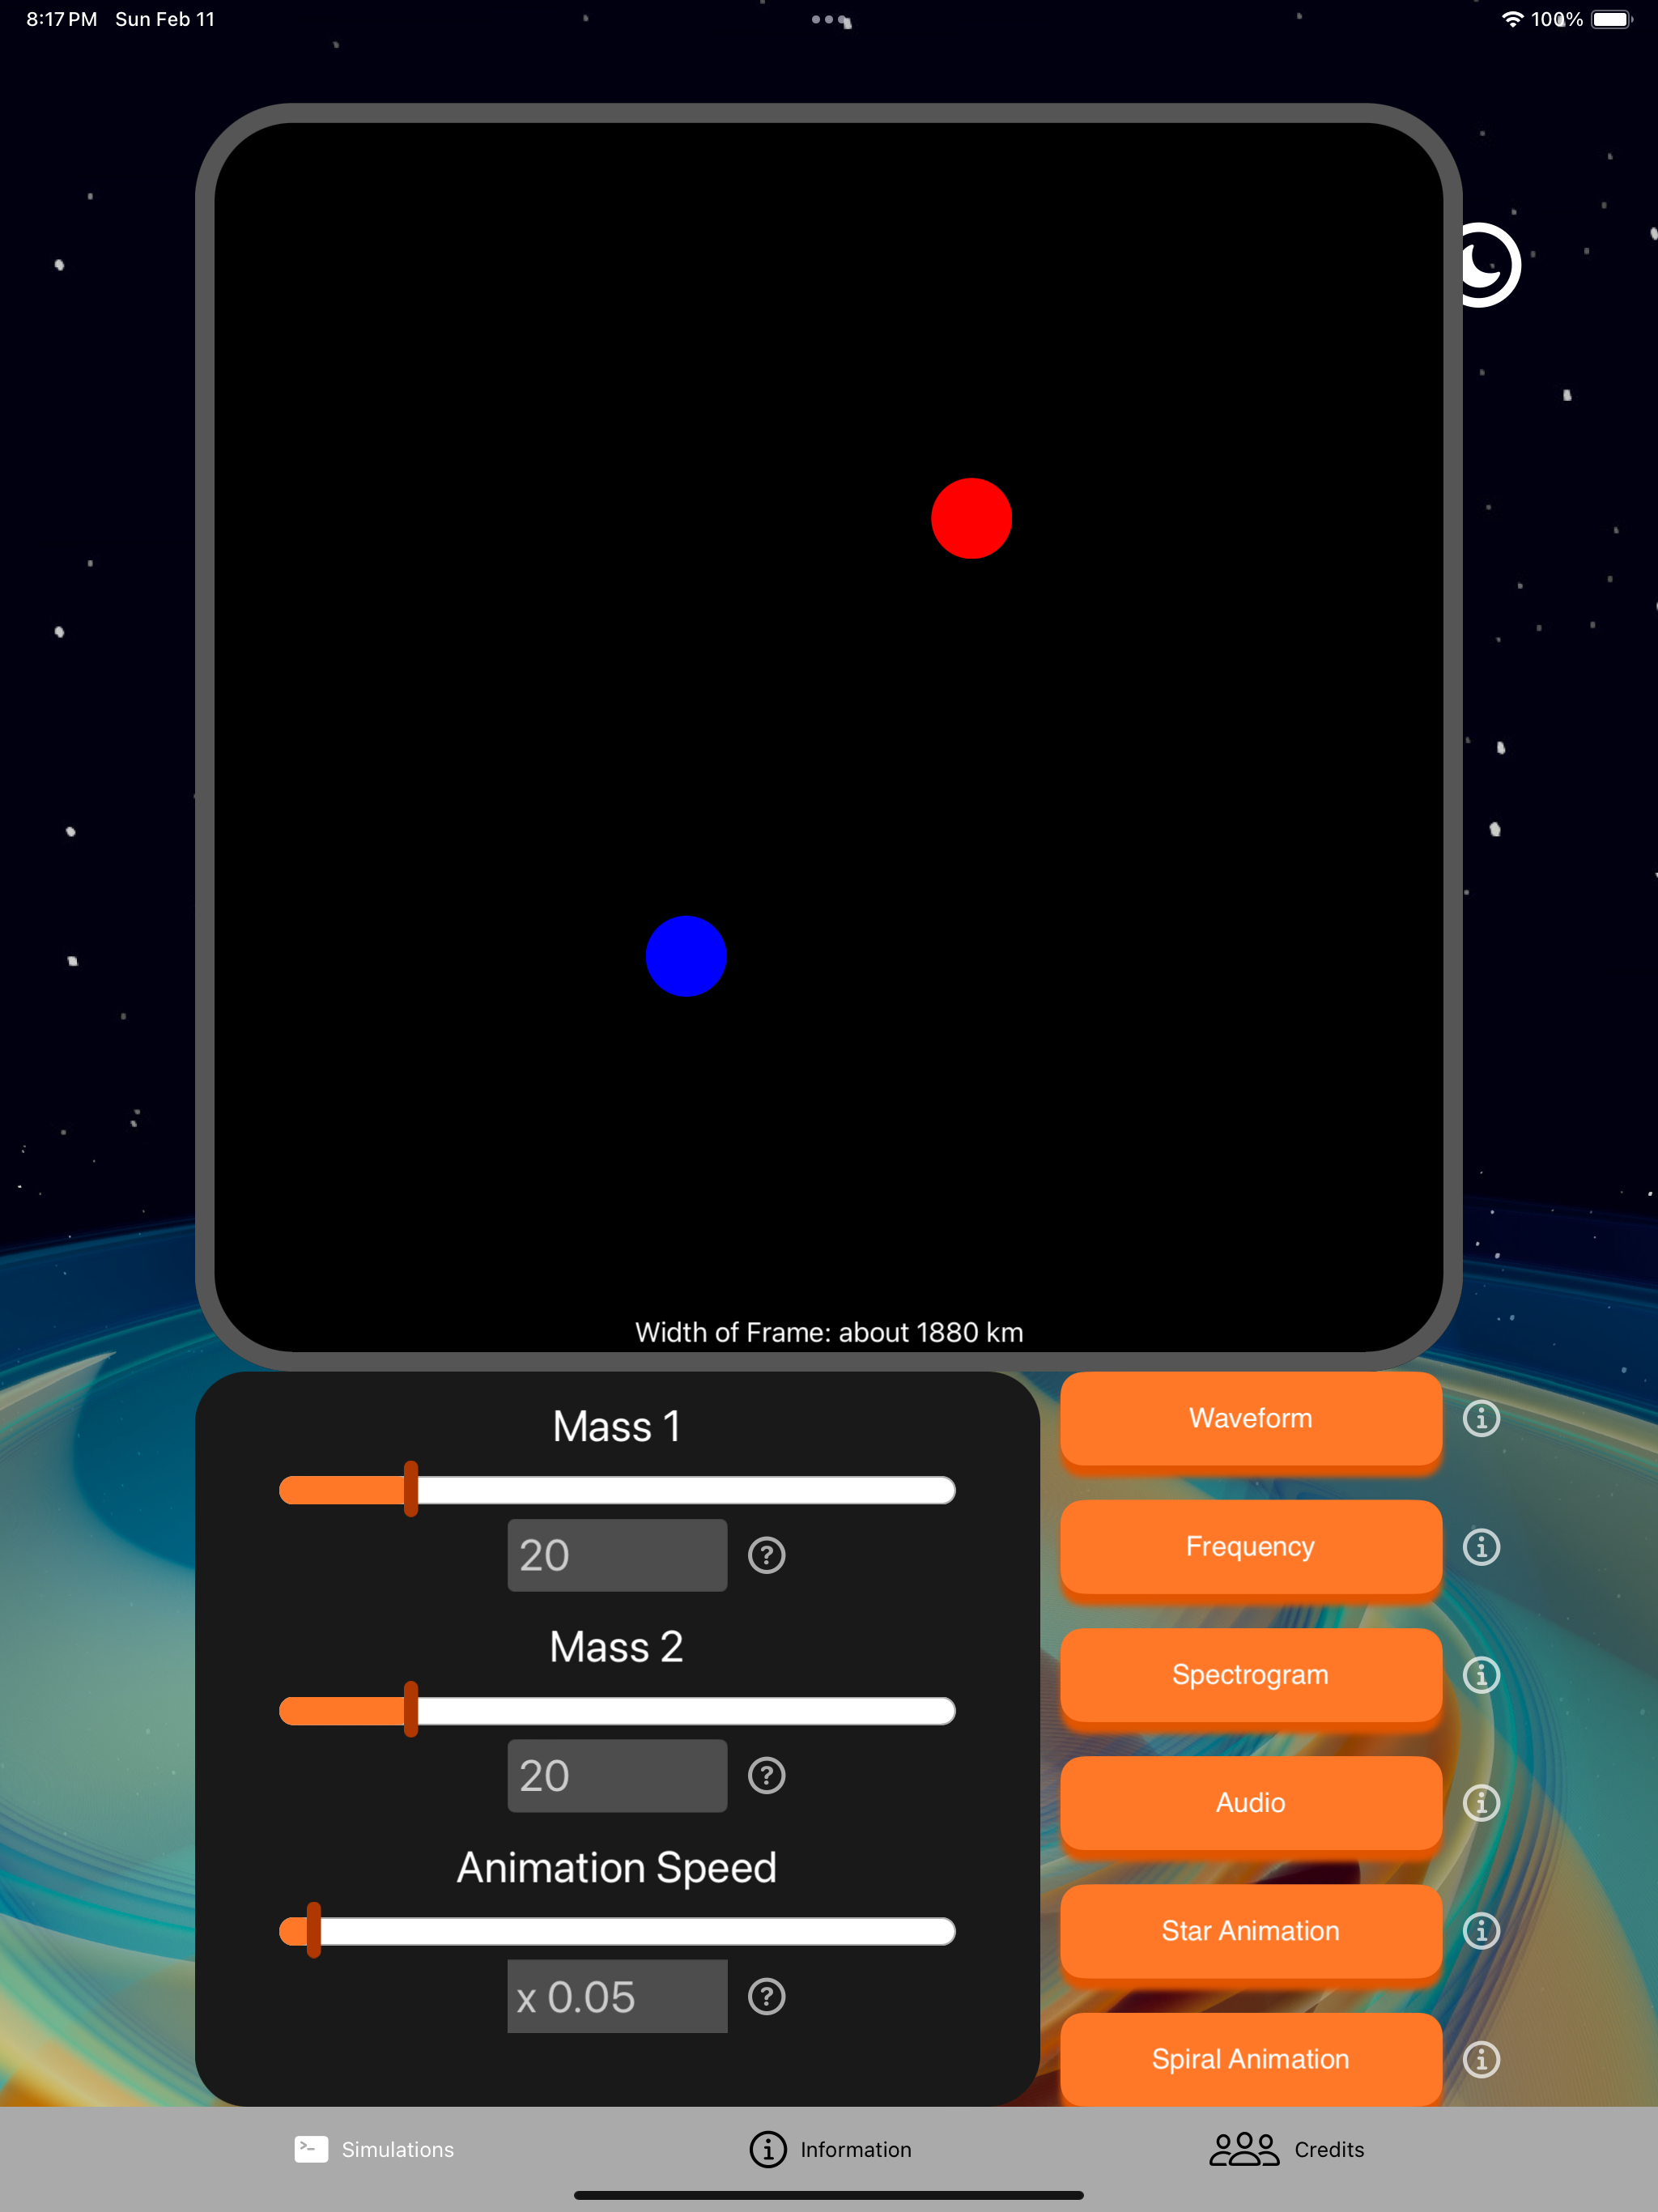 8:17 PM Sun Feb 11
100%
Width of Frame: about 1880 km
Mass 1
20
Mass 2
20
Animation Speed
x 0.05
Waveform
Frequency
Spectrogram
Audio
Star Animation
Spiral Animation
Simulations
Information
Credits